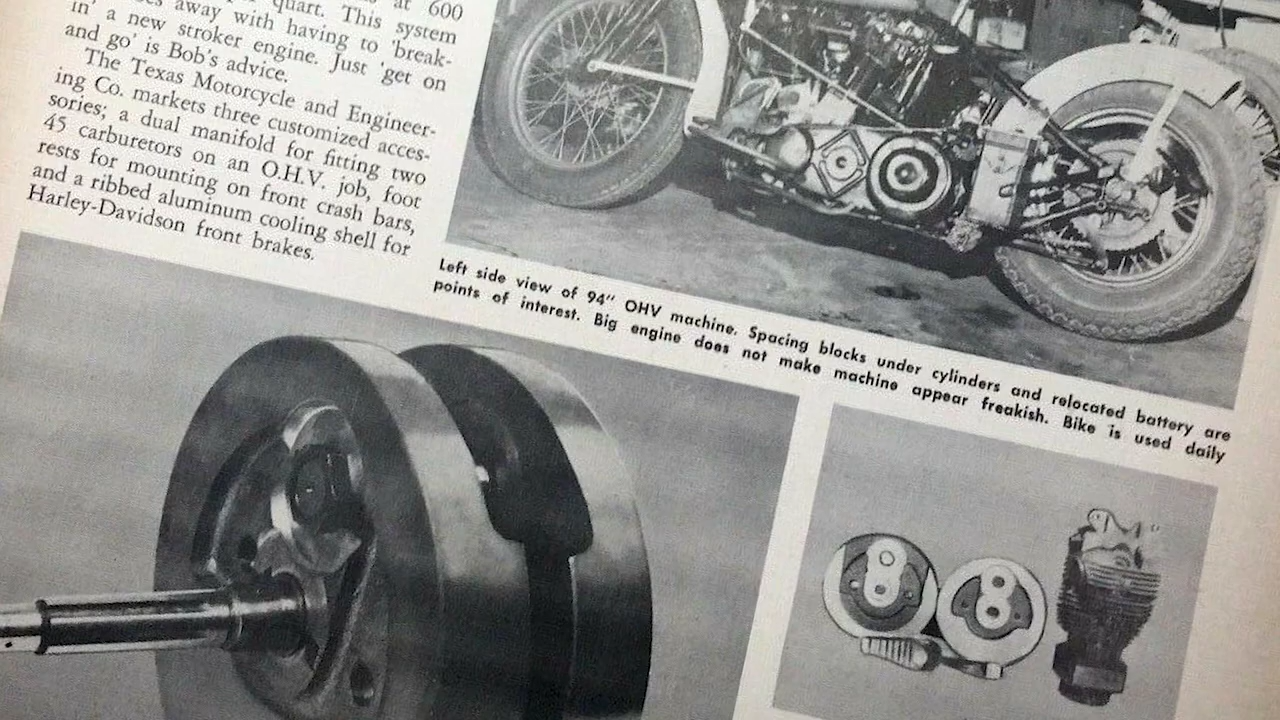 at 600
quart. This system
away with having to 'break-
in' a new stroker engine. Just 'get on
and go' is Bob's advice.
The Texas Motorcycle and Engineer-
ing Co. markets three customized acces-
sories; a dual manifold for fitting two
45 carburetors on an O.H.V. job, foot
rests for mounting on front crash bars,
and a ribbed aluminum cooling shell for
Harley-Davidson front brakes.
Left side view of 94" OHV machine. Spacing blocks under cylinders and relocated battery are
points of interest. Big engine does not make machine appear freakish. Bike is used daily